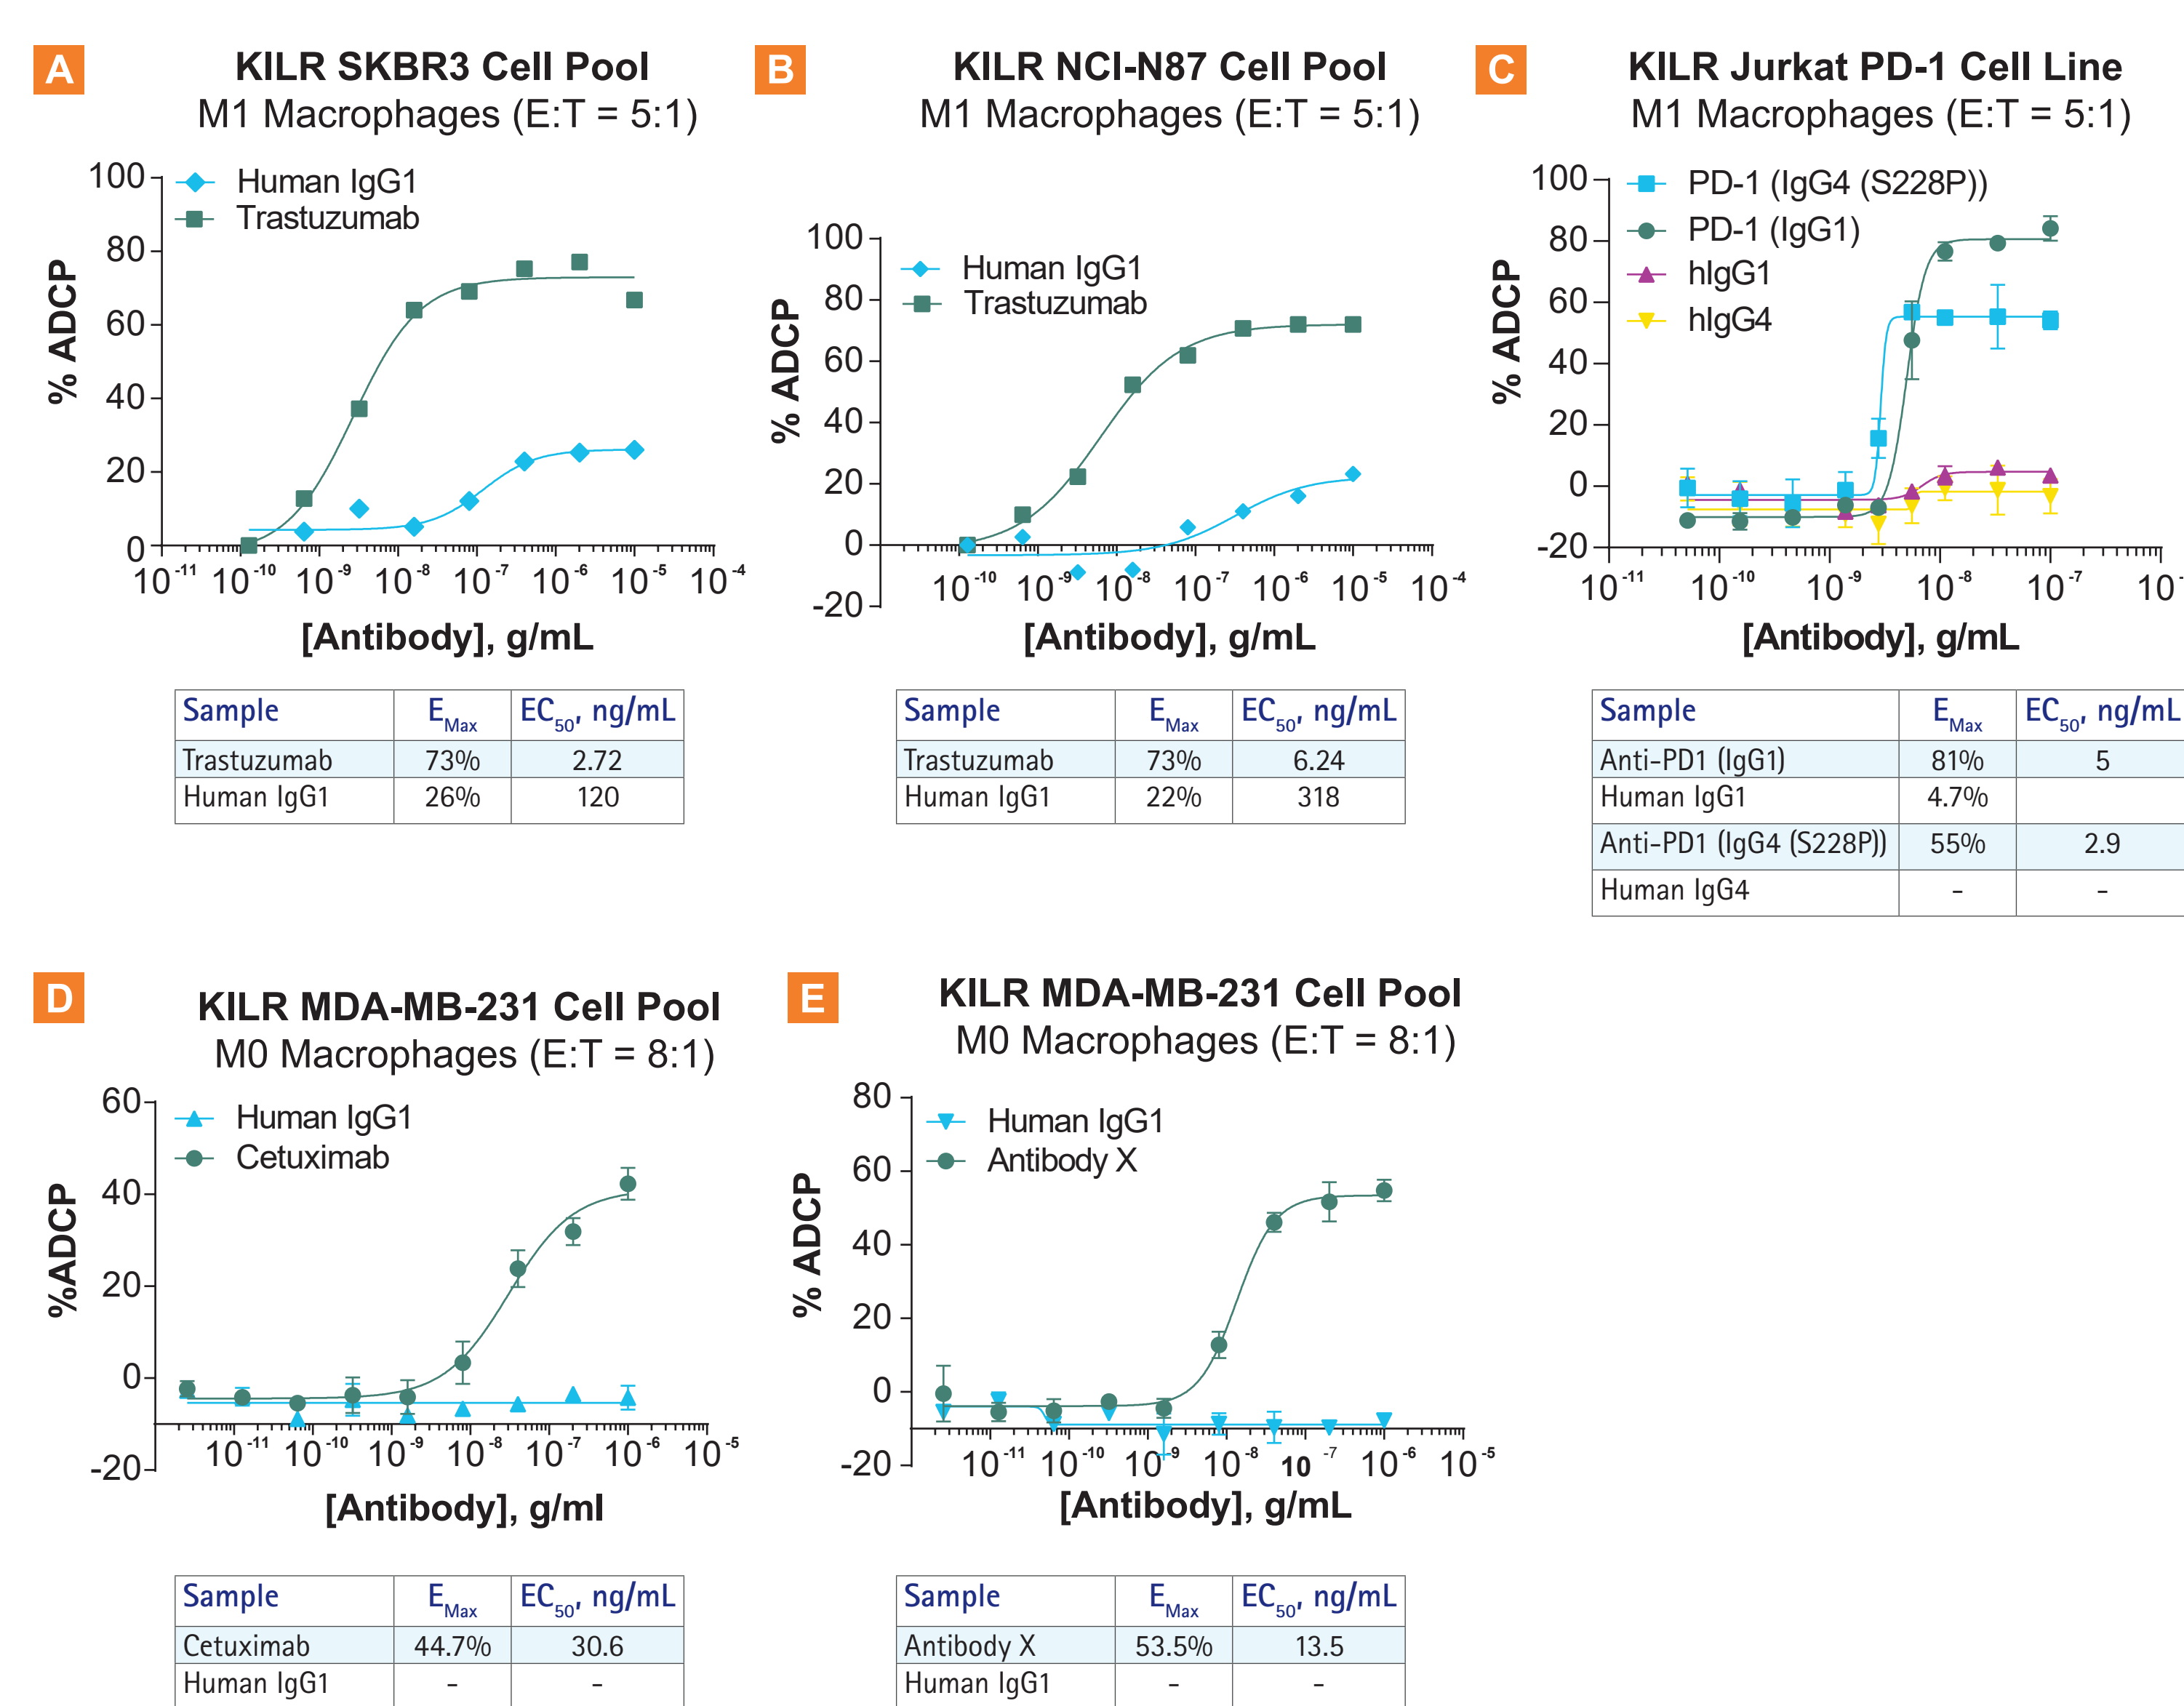 A
KILR SKBR3 Cell Pool
M1 Macrophages (E:T = 5:1)
Human IgG1
Trastuzumab
% ADCP
100
80
60
40
20
0
10-11 10-10 10-9 10-8 10-7 10-6 10-5 10-4
[Antibody], g/mL
Sample EMax EC50, ng/mL
Trastuzumab 73% 2.72
Human IgG1 26% 120
B
KILR NCI-N87 Cell Pool
M1 Macrophages (E:T = 5:1)
Human IgG1
Trastuzumab
% ADCP
100
80
60
40
20
0
-20
10-10 10-9 10-8 10-7 10-6 10-5 10-4
[Antibody], g/mL
Sample EMax EC50, ng/mL
Trastuzumab 73% 6.24
Human IgG1 22% 318
C
KILR Jurkat PD-1 Cell Line
M1 Macrophages (E:T = 5:1)
PD-1 (IgG4 (S228P))
PD-1 (IgG1)
hIgG1
hIgG4
% ADCP
100
80
60
40
20
0
-20
10-11 10-10 10-9 10-8 10-7 10-
[Antibody], g/mL
Sample EMax EC50, ng/mL
Anti-PD1 (IgG1) 81% 5
Human IgG1 4.7%
Anti-PD1 (IgG4 (S228P)) 55% 2.9
Human IgG4 - -
D
KILR MDA-MB-231 Cell Pool
M0 Macrophages (E:T = 8:1)
Human IgG1
Cetuximab
%ADCP
60
40
20
0
-20
10-11 10-10 10-9 10-8 10-7 10-6 10-5
[Antibody], g/ml
Sample EMax EC50, ng/mL
Cetuximab 44.7% 30.6
Human IgG1 - -
E
KILR MDA-MB-231 Cell Pool
M0 Macrophages (E:T = 8:1)
Human IgG1
Antibody X
% ADCP
80
60
40
20
0
-20
10-11 10-10 10-9 10-8 10-7 10-6 10-5
[Antibody], g/mL
Sample EMax EC50, ng/mL
Antibody X 53.5% 13.5
Human IgG1 - -